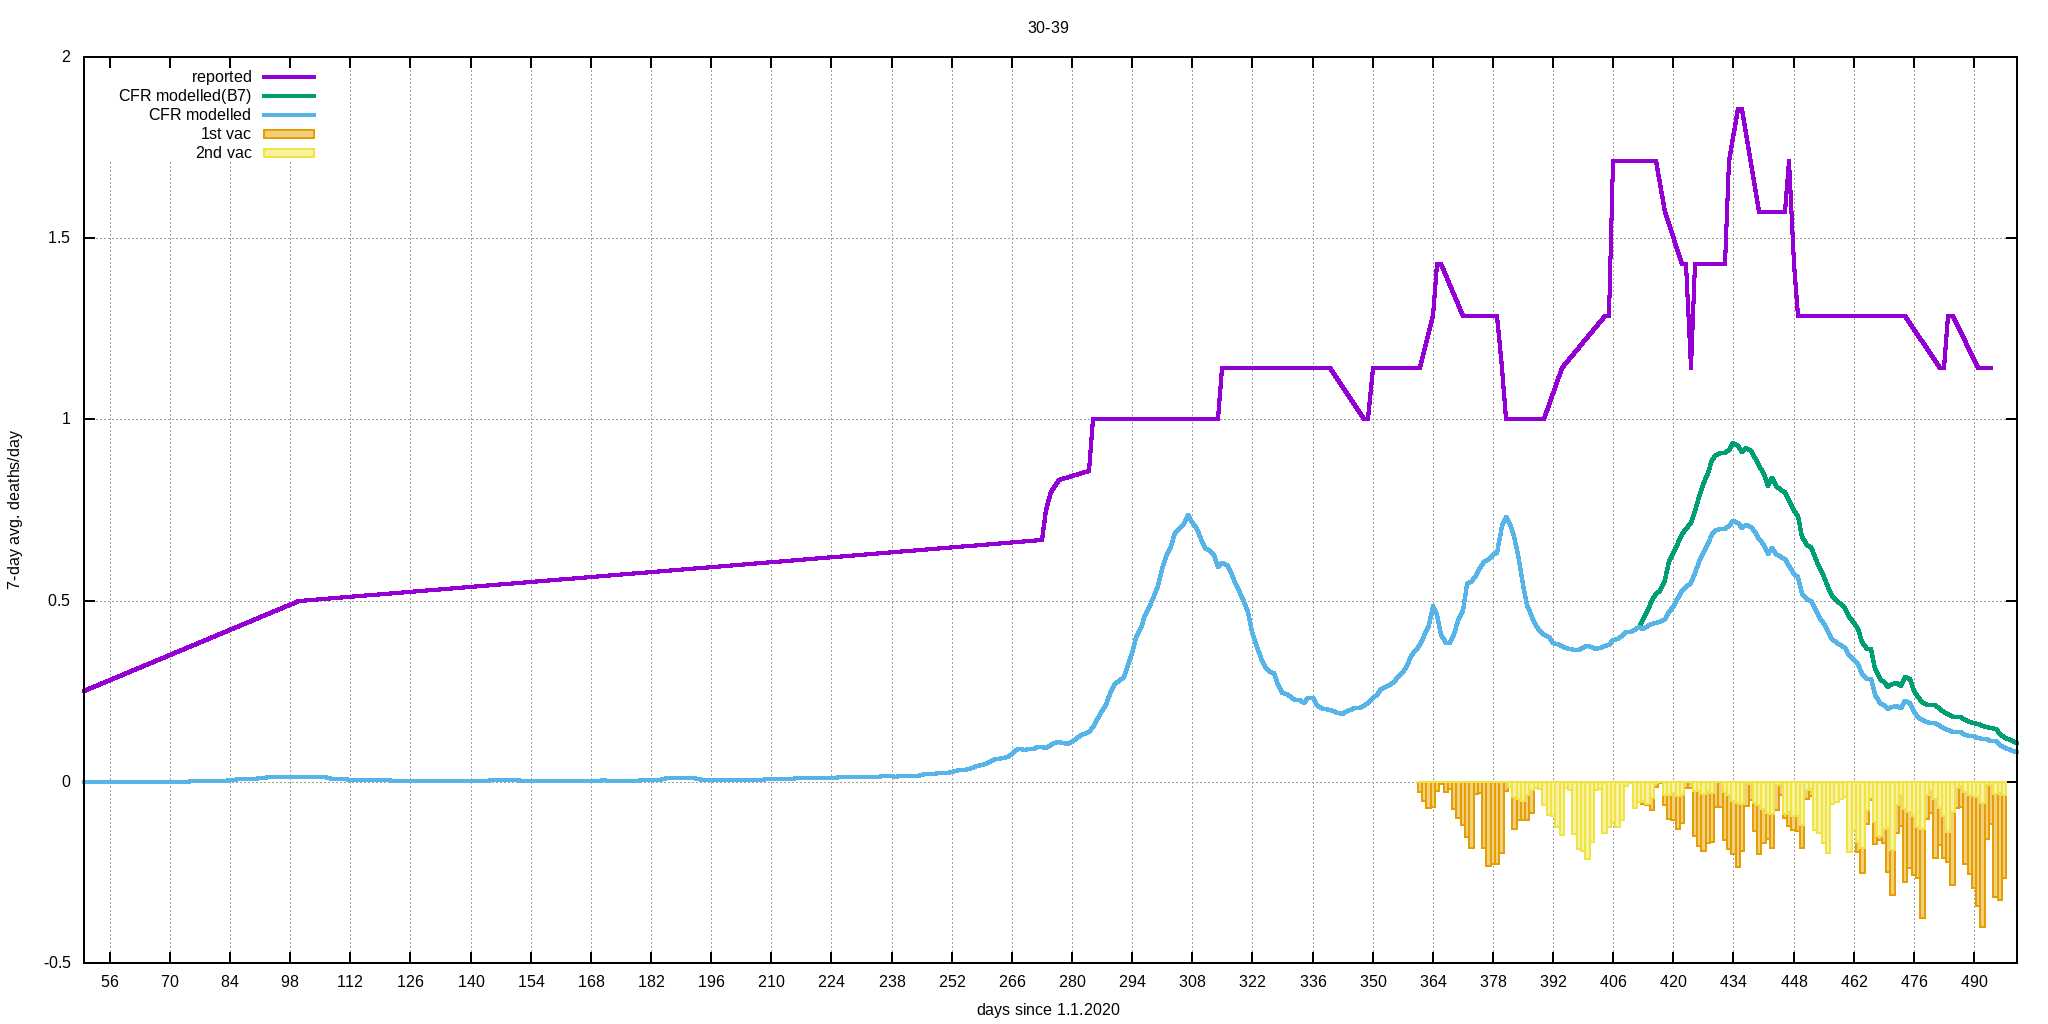 30-39
reported
CFR modelled(B7)
CFR modelled
1st vac
2nd vac
7-day avg. deaths/day
2
1.5
1
0.5
0
-0.5
56 70 84 98 112 126 140 154 168 182 196 210 224 238 252 266 280 294 308 322 336 350 364 378 392 406 420 434 448 462 476 490
days since 1.1.2020